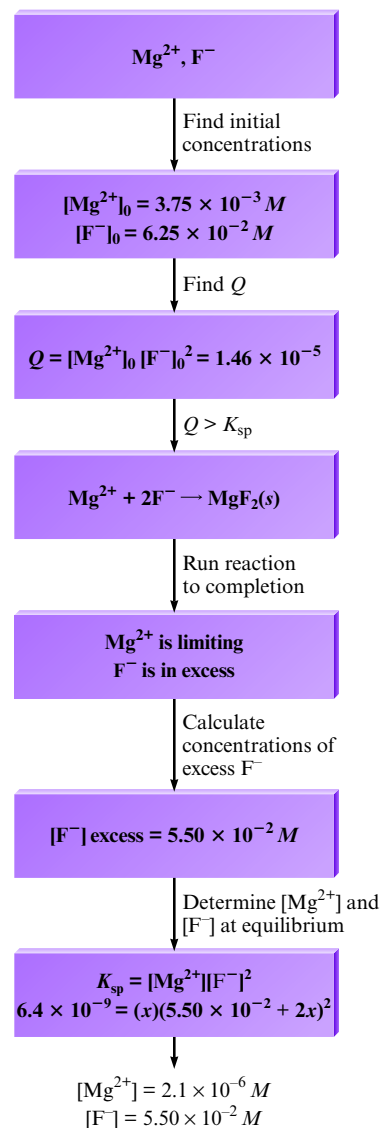 Mg²⁺, F⁻
Find initial
concentrations
[Mg²⁺]₀ = 3.75 × 10⁻³ M
[F⁻]₀ = 6.25 × 10⁻² M
Find Q
Q = [Mg²⁺]₀ [F⁻]₀² = 1.46 × 10⁻⁵
Q > Kₛₚ
Mg²⁺ + 2F⁻ → MgF₂(s)
Run reaction
to completion
Mg²⁺ is limiting
F⁻ is in excess
Calculate
concentrations of
excess F⁻
[F⁻] excess = 5.50 × 10⁻² M
Determine [Mg²⁺] and
[F⁻] at equilibrium
Kₛₚ = [Mg²⁺][F⁻]²
6.4 × 10⁻⁹ = (x)(5.50 × 10⁻² + 2x)²
[Mg²⁺] = 2.1 × 10⁻⁶ M
[F⁻] = 5.50 × 10⁻² M